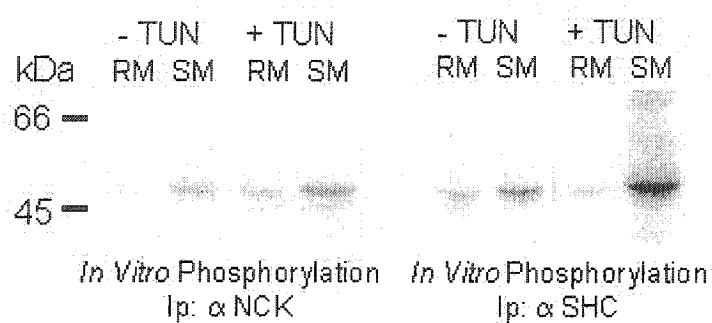 - TUN + TUN - TUN + TUN
kDa RM SM RM SM RM SM RM SM
66
45
In Vitro Phosphorylation In Vitro Phosphorylation
Ip: α NCK Ip: α SHC